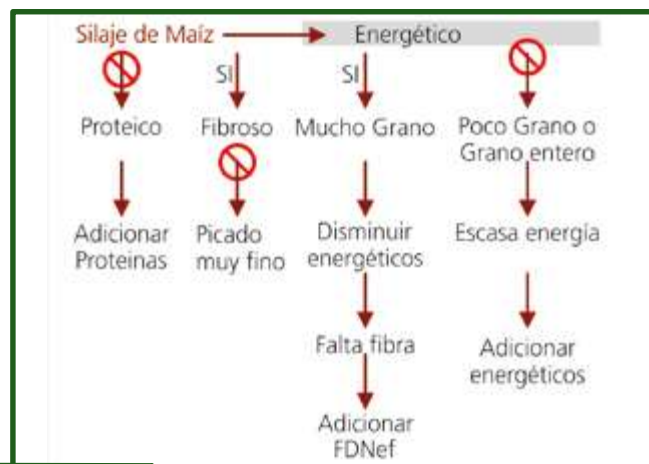 Silaje de Maíz
Energético
SI
SI
Proteico
Fibroso
Mucho Grano
Poco Grano o
Grano entero
Adicionar
Proteinas
Picado
muy fino
Disminuir
energéticos
Escasa energía
Falta fibra
Adicionar
energéticos
Adicionar
FDNef